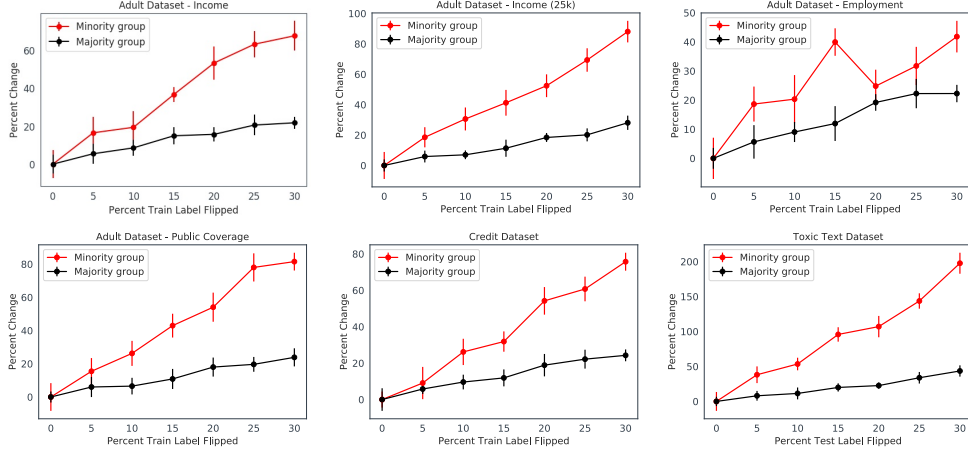 Adult Dataset - Income
Minority group
Majority group
Percent Change
60
40
20
0
0 5 10 15 20 25 30
Percent Train Label Flipped
Adult Dataset - Income (25k)
Minority group
Majority group
Percent Change
100
80
60
40
20
0
0 5 10 15 20 25 30
Percent Train Label Flipped
Adult Dataset - Employment
Minority group
Majority group
Percent Change
50
40
30
20
10
0
0 5 10 15 20 25 30
Percent Train Label Flipped
Adult Dataset - Public Coverage
Minority group
Majority group
Percent Change
80
60
40
20
0
0 5 10 15 20 25 30
Percent Train Label Flipped
Credit Dataset
Minority group
Majority group
Percent Change
80
60
40
20
0
0 5 10 15 20 25 30
Percent Train Label Flipped
Toxic Text Dataset
Minority group
Majority group
Percent Change
200
150
100
50
0
0 5 10 15 20 25 30
Percent Test Label Flipped